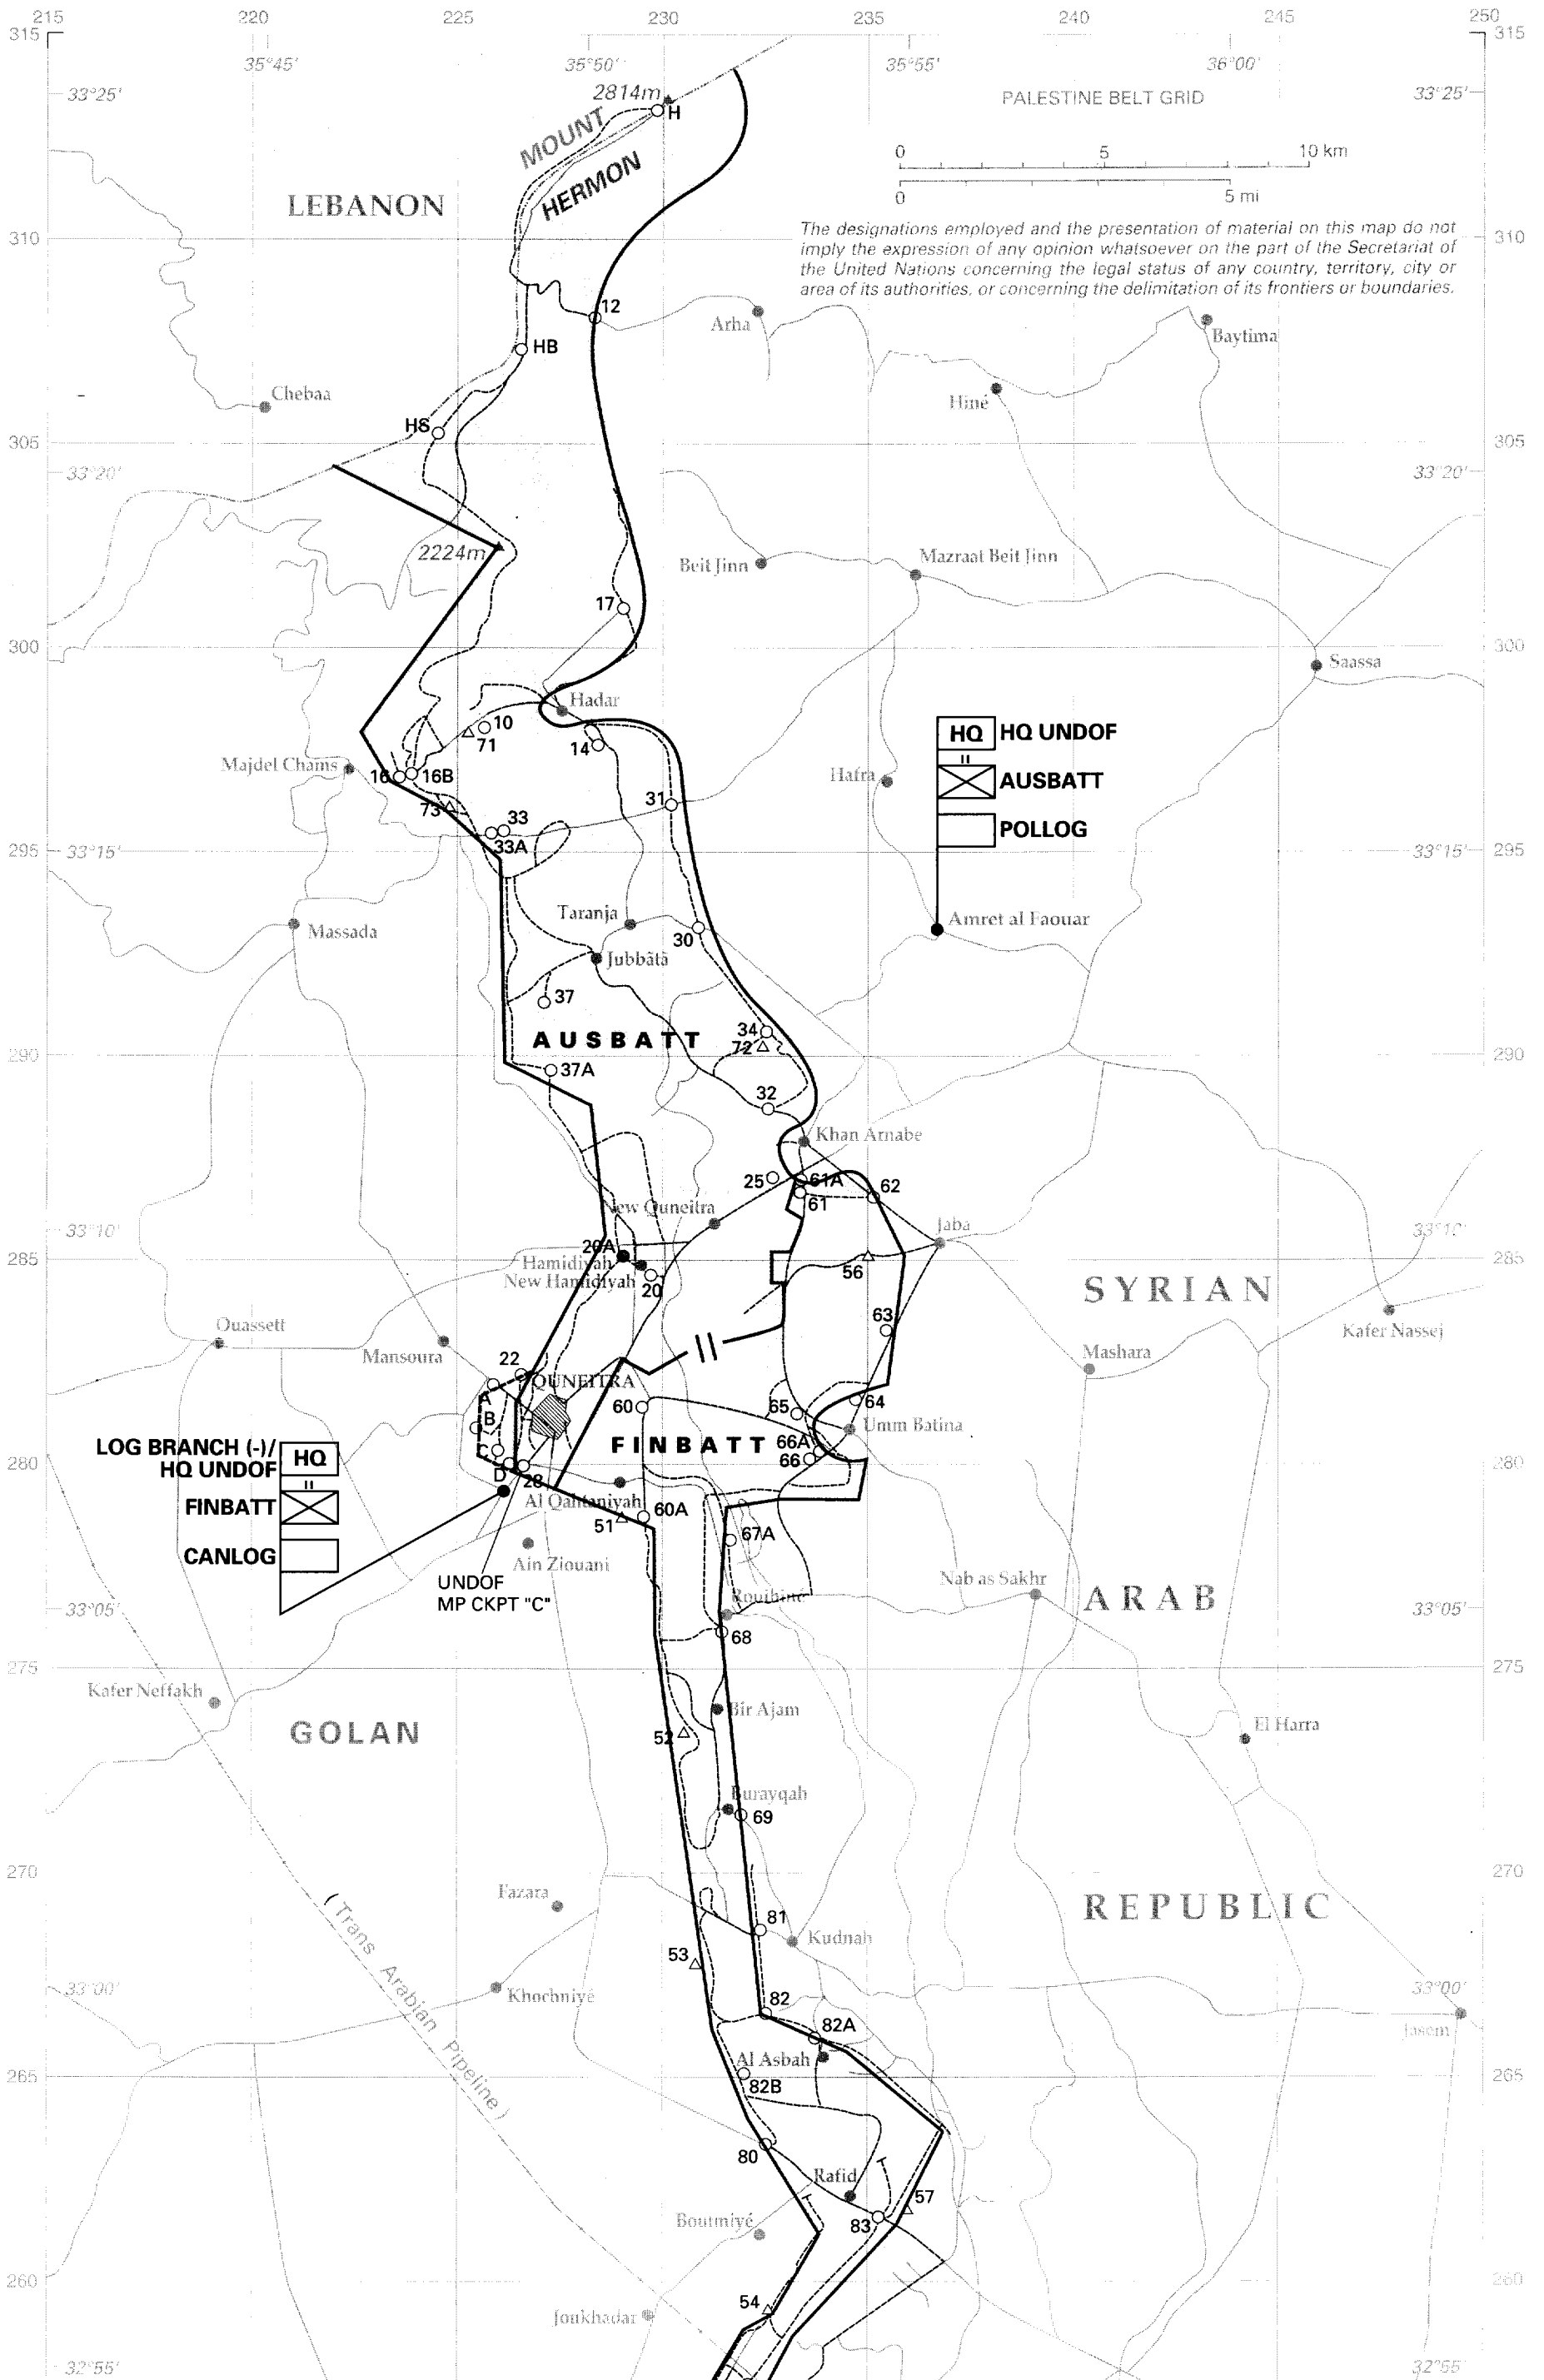 215 220 225 230 235 240 245 250
315 315
35°45' 35°50' 35°55' 36°00'
33°25' 33°25'
2814m
H
PALESTINE BELT GRID
MOUNT
HERMON
0 5 10 km
0 5 mi
LEBANON
The designations employed and the presentation of material on this map do not
imply the expression of any opinion whatsoever on the part of the Secretariat of
the United Nations concerning the legal status of any country, territory, city or
area of its authorities, or concerning the delimitation of its frontiers or boundaries.
310 310
12
Arha
Baytima
HB
Chebaa
Hiné
HS
305 305
33°20' 33°20'
2224m
Beit Jinn
Mazraat Beit Jinn
17
300 300
Saassa
Hadar
10
71
14
HQ HQ UNDOF
Majdel Chams
16
16B
Hafra
AUSBATT
31
73
33
33A
POLLOG
295 33°15' 33°15' 295
Taranja
Massada
30
Amret al Faouar
Jubbātā
37
34
AUSBATT
72
290 290
37A
32
Khan Arnabe
25
61A
62
61
New Quneitra
33°10' 33°10'
Jaba
20A
285 285
Hamidiyah
New Hamidiyah
20
56
SYRIAN
63
Ouassett
Kafer Nassej
Mansoura
22
Mashara
QUNEITRA
A
60
65
64
B
Umm Batina
LOG BRANCH (-)/
HQ UNDOF
HQ
C
FINBATT
66A
66
280 280
D
28
FINBATT
Al Qahtaniyah
60A
51
67A
CANLOG
Ain Ziouani
UNDOF
MP CKPT "C"
Nab as Sakhr
Rouihiné
ARAB
33°05' 33°05'
68
275 275
Kafer Neffakh
Bir Ajam
El Harra
GOLAN
52
Burayqah
69
270 270
Fazara
REPUBLIC
81
Kudnah
(Trans Arabian Pipeline)
53
33°00' 33°00'
Khochniyé
82
82A
Jasem
Al Asbah
265 265
82B
80
Rafid
57
Boutmiyé
83
260 260
54
Joukhadar
32°55' 32°55'